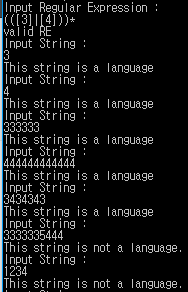 Input Regular Expression :
(([3]|[4]))*
valid RE
Input String :
3
This string is a language
Input String :
4
This string is a language
Input String :
333333
This string is a language
Input String :
444444444444
This string is a language
Input String :
3434343
This string is a language
Input String :
3333335444
This string is not a language.
Input String :
1234
This string is not a language.
Input String :